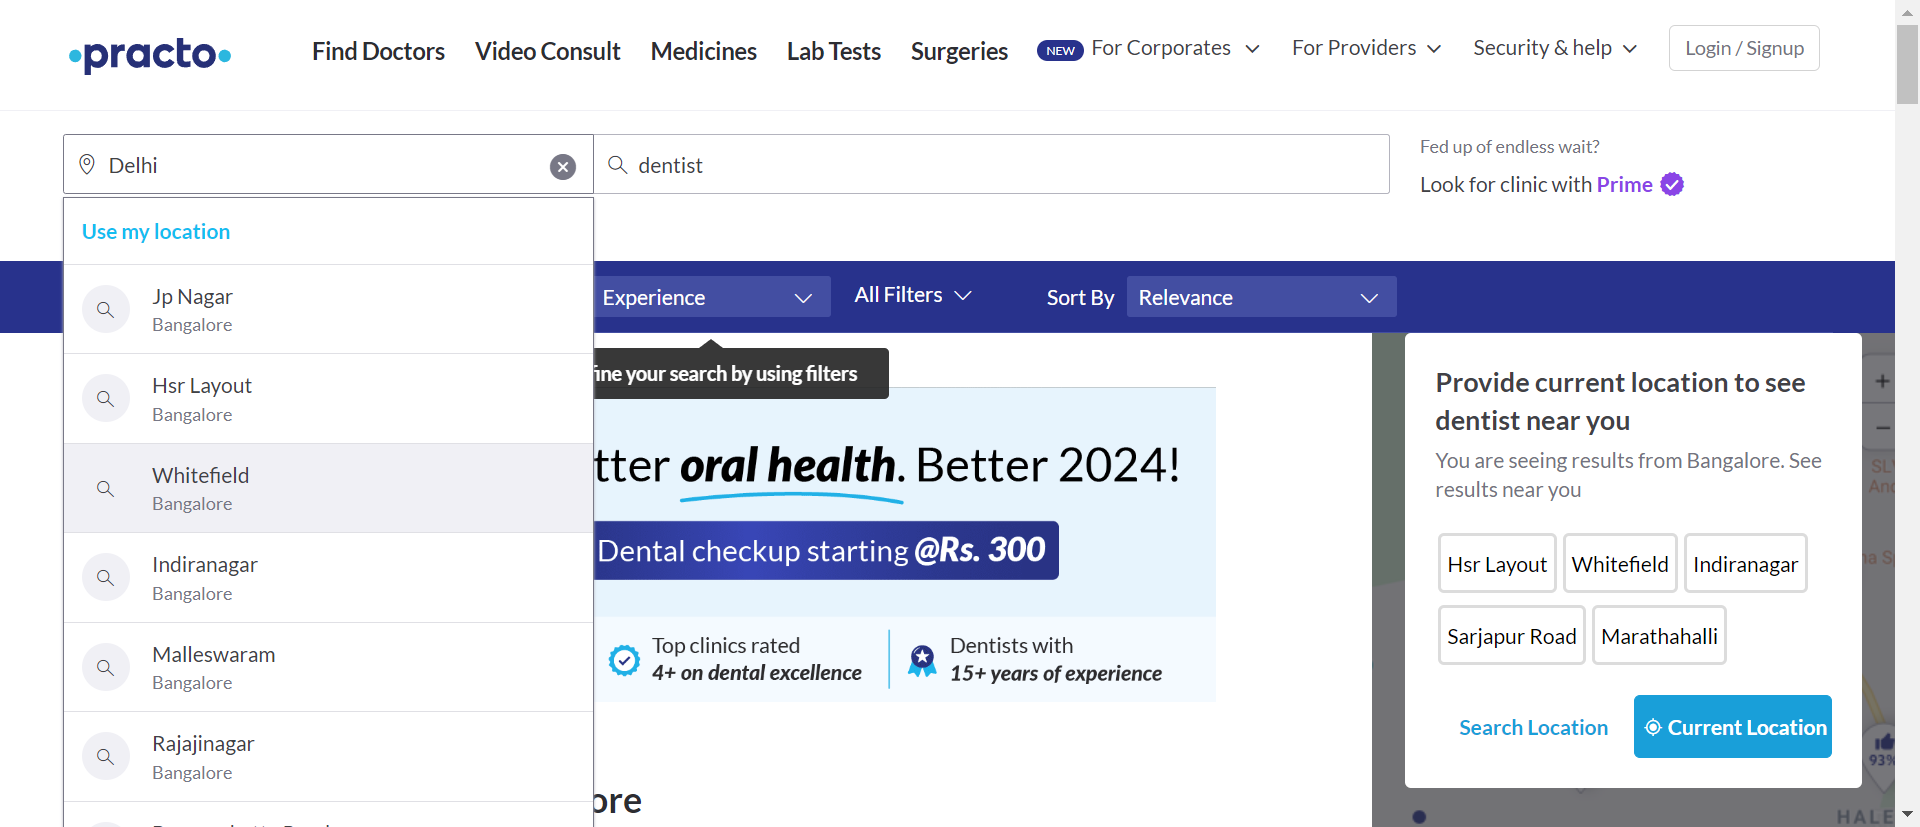 practo
Find Doctors
Video Consult
Medicines
Lab Tests
Surgeries
NEW For Corporates
For Providers
Security & help
Login / Signup
Delhi
dentist
Fed up of endless wait?
Look for clinic with Prime
Use my location
Jp Nagar
Bangalore
Hsr Layout
Bangalore
Whitefield
Bangalore
Indiranagar
Bangalore
Malleswaram
Bangalore
Rajajinagar
Bangalore
Experience
All Filters
Sort By
Relevance
your search by using filters
oral health. Better 2024!
Dental checkup starting @Rs. 300
Top clinics rated
4+ on dental excellence
Dentists with
15+ years of experience
Provide current location to see
dentist near you
You are seeing results from Bangalore. See
results near you
Hsr Layout
Whitefield
Indiranagar
Sarjapur Road
Marathahalli
Search Location
Current Location
93%